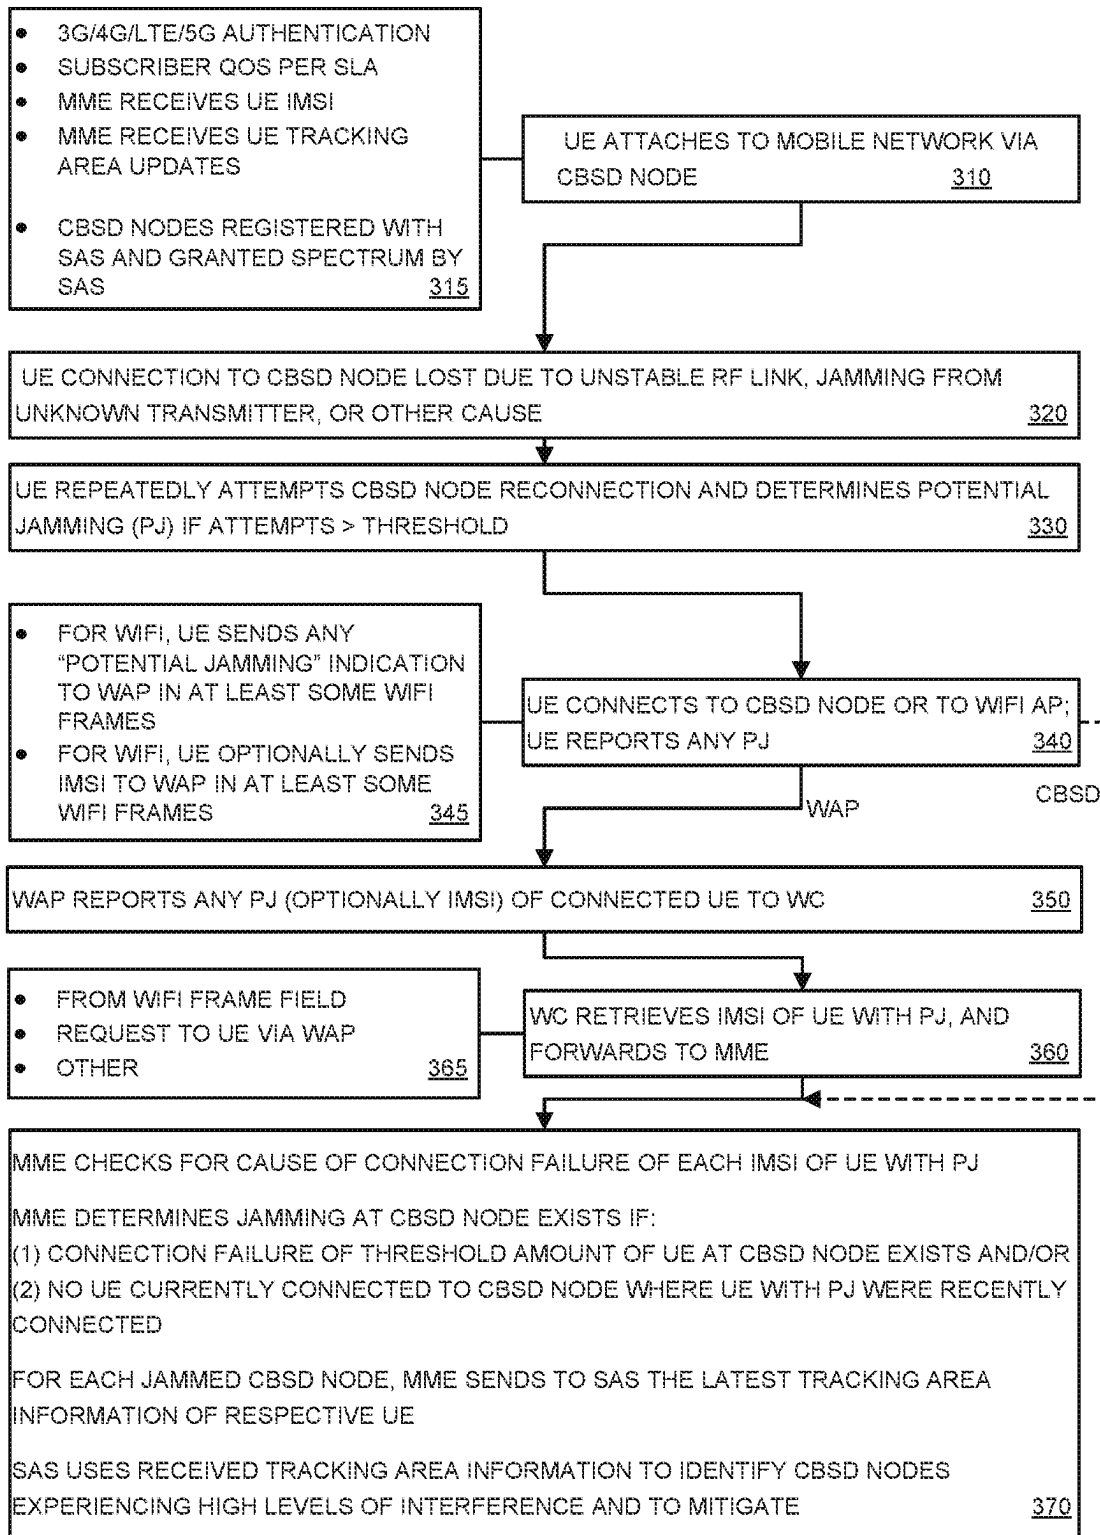 • 3G/4G/LTE/5G AUTHENTICATION
• SUBSCRIBER QOS PER SLA
• MME RECEIVES UE IMSI
• MME RECEIVES UE TRACKING
AREA UPDATES
• CBSD NODES REGISTERED WITH
SAS AND GRANTED SPECTRUM BY
SAS 315
UE ATTACHES TO MOBILE NETWORK VIA
CBSD NODE 310
UE CONNECTION TO CBSD NODE LOST DUE TO UNSTABLE RF LINK, JAMMING FROM
UNKNOWN TRANSMITTER, OR OTHER CAUSE 320
UE REPEATEDLY ATTEMPTS CBSD NODE RECONNECTION AND DETERMINES POTENTIAL
JAMMING (PJ) IF ATTEMPTS > THRESHOLD 330
• FOR WIFI, UE SENDS ANY
"POTENTIAL JAMMING" INDICATION
TO WAP IN AT LEAST SOME WIFI
FRAMES
• FOR WIFI, UE OPTIONALLY SENDS
IMSI TO WAP IN AT LEAST SOME
WIFI FRAMES 345
UE CONNECTS TO CBSD NODE OR TO WIFI AP;
UE REPORTS ANY PJ 340
CBSD
WAP
WAP REPORTS ANY PJ (OPTIONALLY IMSI) OF CONNECTED UE TO WC 350
• FROM WIFI FRAME FIELD
• REQUEST TO UE VIA WAP
• OTHER 365
WC RETRIEVES IMSI OF UE WITH PJ, AND
FORWARDS TO MME 360
MME CHECKS FOR CAUSE OF CONNECTION FAILURE OF EACH IMSI OF UE WITH PJ
MME DETERMINES JAMMING AT CBSD NODE EXISTS IF:
(1) CONNECTION FAILURE OF THRESHOLD AMOUNT OF UE AT CBSD NODE EXISTS AND/OR
(2) NO UE CURRENTLY CONNECTED TO CBSD NODE WHERE UE WITH PJ WERE RECENTLY
CONNECTED
FOR EACH JAMMED CBSD NODE, MME SENDS TO SAS THE LATEST TRACKING AREA
INFORMATION OF RESPECTIVE UE
SAS USES RECEIVED TRACKING AREA INFORMATION TO IDENTIFY CBSD NODES
EXPERIENCING HIGH LEVELS OF INTERFERENCE AND TO MITIGATE 370